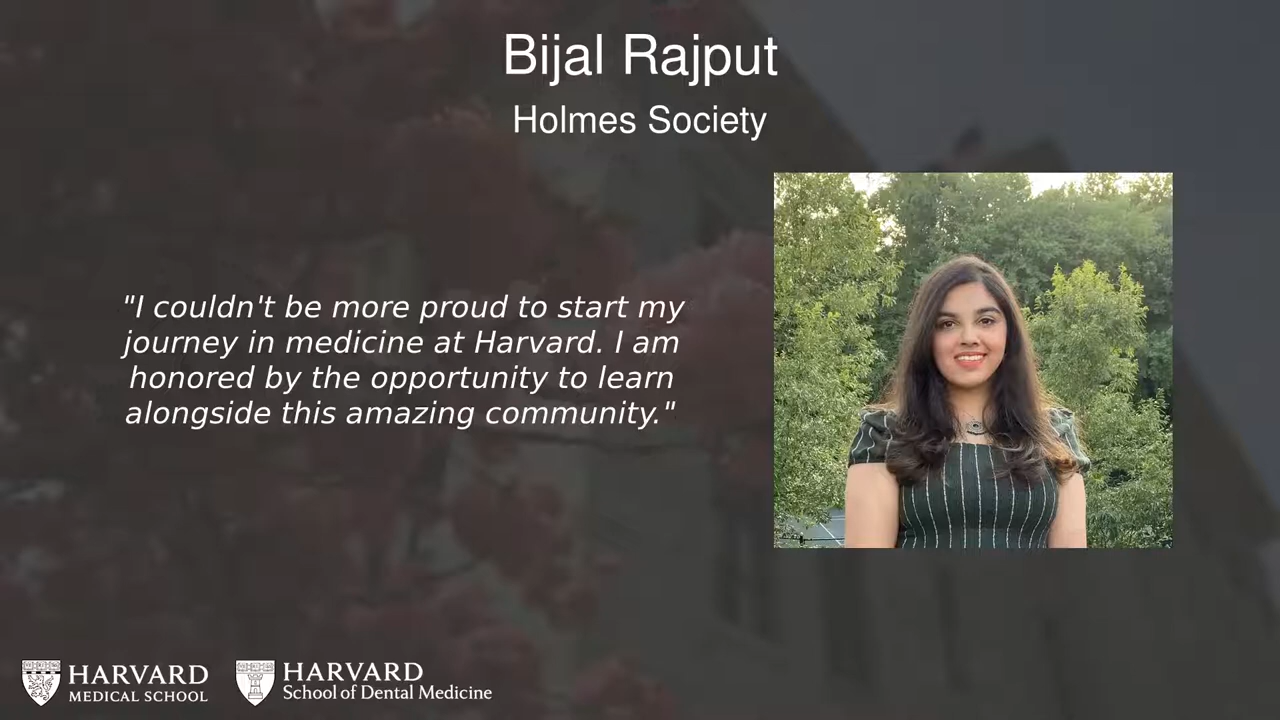 Bijal Rajput
Holmes Society
"I couldn't be more proud to start my
journey in medicine at Harvard. I am
honored by the opportunity to learn
alongside this amazing community."
HARVARD
MEDICAL SCHOOL
HARVARD
School of Dental Medicine